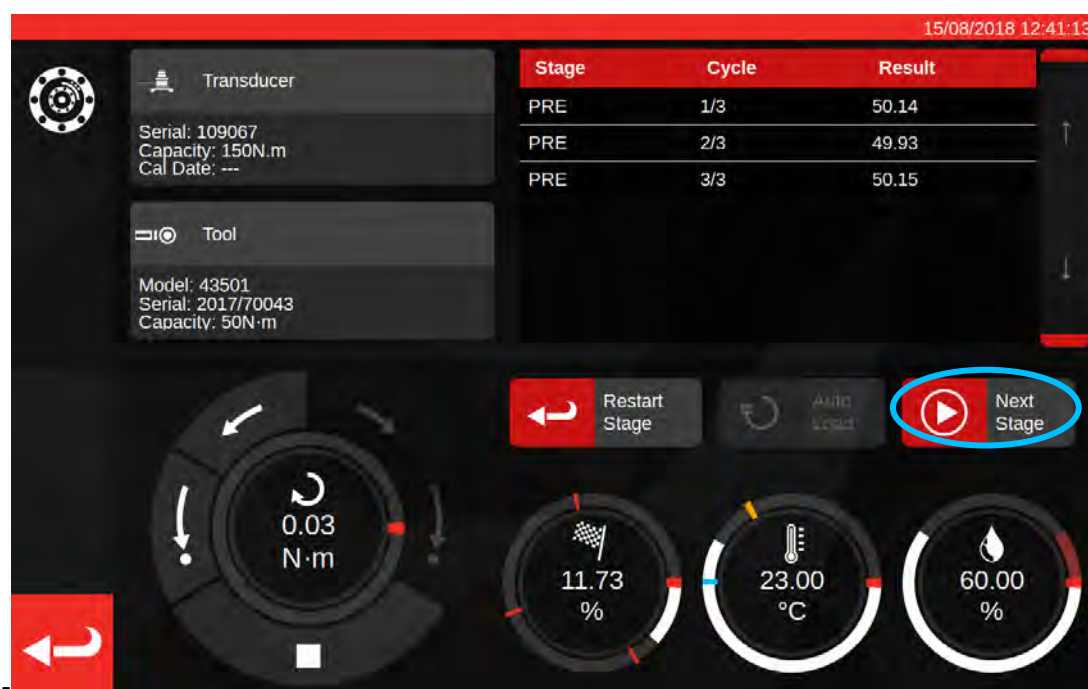 15/08/2018 12:41:13
Transducer
Serial: 109067
Capacity: 150N.m
Cal Date: ---
Tool
Model: 43501
Serial: 2017/70043
Capacity: 50N·m
Stage Cycle Result
PRE 1/3 50.14
PRE 2/3 49.93
PRE 3/3 50.15
Restart
Stage
Auto
Load
Next
Stage
0.03
N·m
11.73
%
23.00
°C
60.00
%